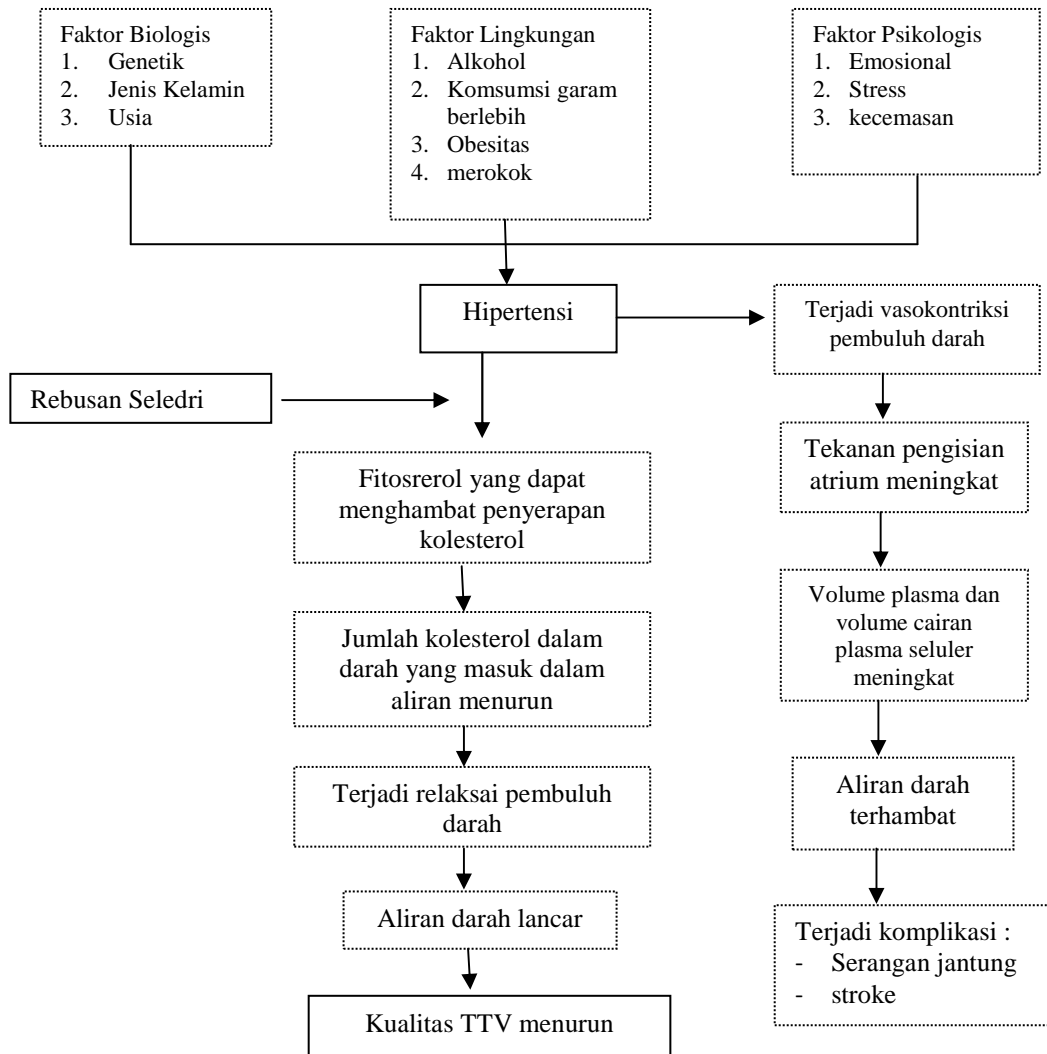 Faktor Biologis
1. Genetik
2. Jenis Kelamin
3. Usia
Faktor Lingkungan
1. Alkohol
2. Komsumsi garam
berlebih
3. Obesitas
4. merokok
Faktor Psikologis
1. Emosional
2. Stress
3. kecemasan
Hipertensi
Terjadi vasokontriksi
pembuluh darah
Rebusan Seledri
Tekanan pengisian
atrium meningkat
Fitosrerol yang dapat
menghambat penyerapan
kolesterol
Volume plasma dan
volume cairan
plasma seluler
meningkat
Jumlah kolesterol dalam
darah yang masuk dalam
aliran menurun
Aliran darah
terhambat
Terjadi relaksai pembuluh
darah
Aliran darah lancar
Terjadi komplikasi :
- Serangan jantung
- stroke
Kualitas TTV menurun